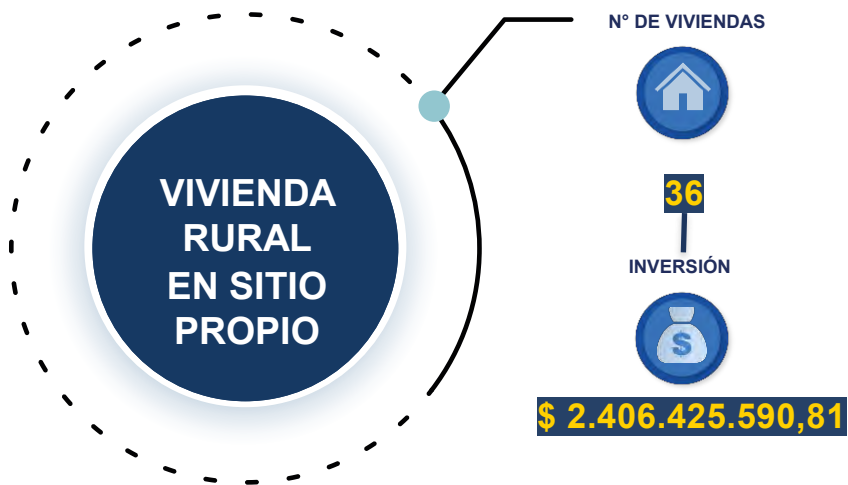 VIVIENDA
RURAL
EN SITIO
PROPIO
N° DE VIVIENDAS
36
INVERSIÓN
$
$ 2.406.425.590,81